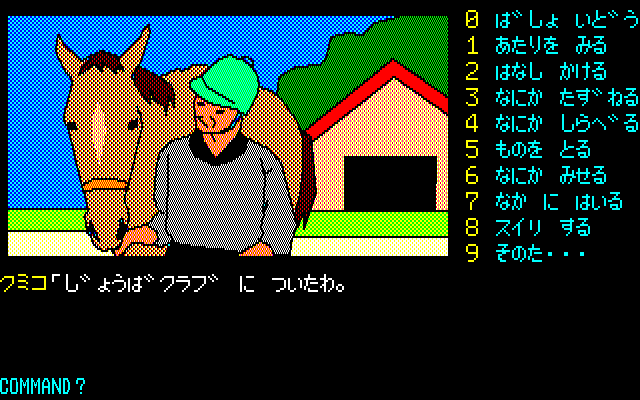 0 ばしょ いどう
1 あたりを みる
2 はなし かける
3 なにか たずねる
4 なにか しらべる
5 ものを とる
6 なにか みせる
7 なか に はいる
8 スイリ する
9 そのた・・・
クミコ「じょうばクラブ に ついたわ。
COMMAND?